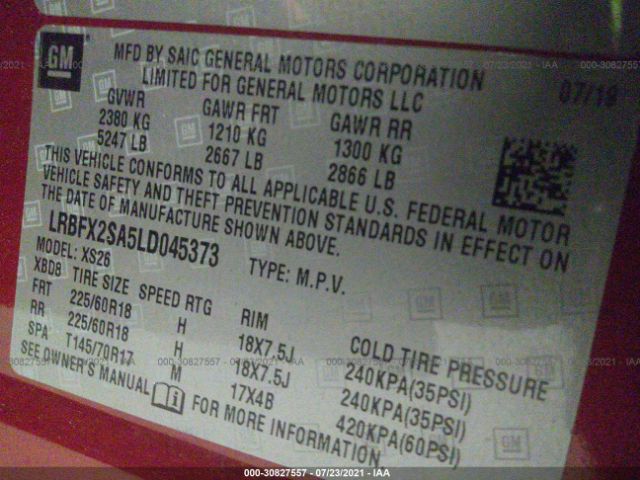 GM
MFD BY SAIC GENERAL MOTORS CORPORATION
LIMITED FOR GENERAL MOTORS LLC
07/19
GVWR GAWR FRT GAWR RR
2380 KG 1210 KG 1300 KG
5247 LB 2667 LB 2866 LB
THIS VEHICLE CONFORMS TO ALL APPLICABLE U.S. FEDERAL MOTOR
VEHICLE SAFETY AND THEFT PREVENTION STANDARDS IN EFFECT ON
THE DATE OF MANUFACTURE SHOWN ABOVE.
LRBFX2SA5LD045373 TYPE: M.P.V.
MODEL: XS26
XBD8 TIRE SIZE SPEED RTG RIM COLD TIRE PRESSURE
FRT 225/60R18 H 18X7.5J 240KPA(35PSI)
RR 225/60R18 H 18X7.5J 240KPA(35PSI)
SPA T145/70R17 M 17X4B 420KPA(60PSI)
SEE OWNER'S MANUAL FOR MORE INFORMATION
000-30827557 - 07/23/2021 - IAA